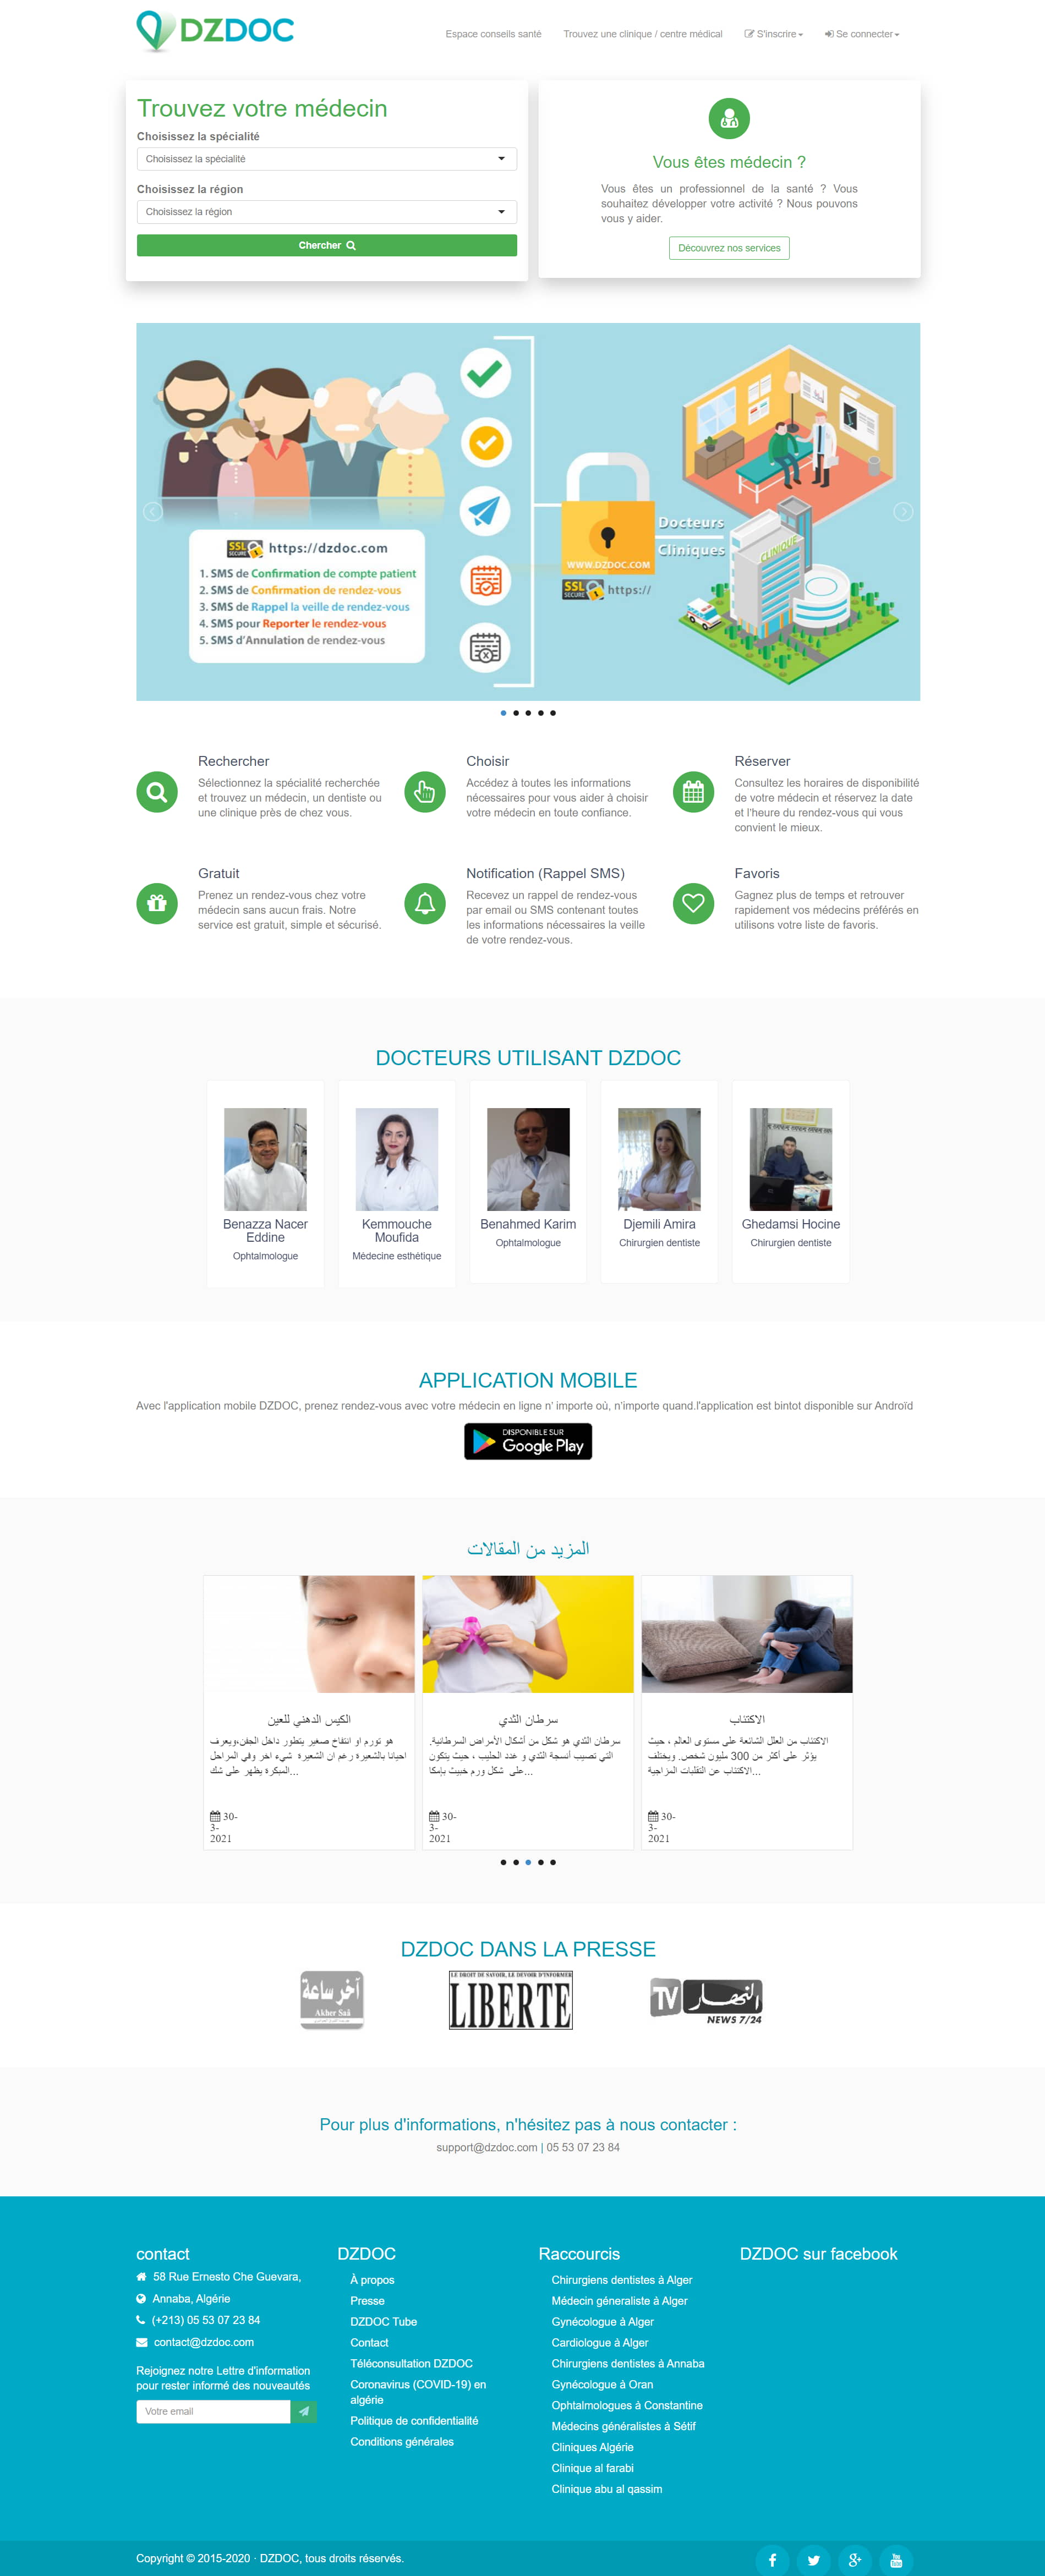 DZDOC
Espace conseils santé
Trouvez une clinique / centre médical
S'inscrire
Se connecter
Trouvez votre médecin
Choisissez la spécialité
Choisissez la spécialité
Choisissez la région
Choisissez la région
Chercher
Vous êtes médecin ?
Vous êtes un professionnel de la santé ? Vous
souhaitez développer votre activité ? Nous pouvons
vous y aider.
Découvrez nos services
SSL SECURE https://dzdoc.com
1. SMS de Confirmation de compte patient
2. SMS de Confirmation de rendez-vous
3. SMS de Rappel la veille de rendez-vous
4. SMS pour Reporter le rendez-vous
5. SMS d'Annulation de rendez-vous
WWW.DZDOC.COM
SSL SECURE https://
Docteurs
Cliniques
CLINIQUE
Rechercher
Sélectionnez la spécialité recherchée
et trouvez un médecin, un dentiste ou
une clinique près de chez vous.
Choisir
Accédez à toutes les informations
nécessaires pour vous aider à choisir
votre médecin en toute confiance.
Réserver
Consultez les horaires de disponibilité
de votre médecin et réservez la date
et l'heure du rendez-vous qui vous
convient le mieux.
Gratuit
Prenez un rendez-vous chez votre
médecin sans aucun frais. Notre
service est gratuit, simple et sécurisé.
Notification (Rappel SMS)
Recevez un rappel de rendez-vous
par email ou SMS contenant toutes
les informations nécessaires la veille
de votre rendez-vous.
Favoris
Gagnez plus de temps et retrouver
rapidement vos médecins préférés en
utilisons votre liste de favoris.
DOCTEURS UTILISANT DZDOC
Benazza Nacer
Eddine
Ophtalmologue
Kemmouche
Moufida
Médecine esthétique
Benahmed Karim
Ophtalmologue
Djemili Amira
Chirurgien dentiste
Ghedamsi Hocine
Chirurgien dentiste
APPLICATION MOBILE
Avec l'application mobile DZDOC, prenez rendez-vous avec votre médecin en ligne n' importe où, n'importe quand.l'application est bintot disponible sur Androïd
DISPONIBLE SUR
Google Play
المزيد من المقالات
الكيس الدهني للعين
هو تورم او انتفاخ صغير يتطور داخل الجفن،ويعرف
احيانا بالشعيرة رغم ان الشعيرة شيء اخر وفي المراحل
المبكرة يظهر على شك...
30-
3-
2021
سرطان الثدي
سرطان الثدي هو شكل من أشكال الأمراض السرطانية.
التي تصيب أنسجة الثدي و غدد الحليب ، حيث يتكون
على شكل ورم خبيث بإمكا...
30-
3-
2021
الاكتئاب
الاكتئاب من العلل الشائعة على مستوى العالم ، حيث
يؤثر على أكثر من 300 مليون شخص. ويختلف
الاكتئاب عن التقلبات المزاجية...
30-
3-
2021
DZDOC DANS LA PRESSE
آخر ساعة
Akher Saâ
LE DROIT DE SAVOIR, LE DEVOIR D'INFORMER
LIBERTE
TV النهار
NEWS 7/24
Pour plus d'informations, n'hésitez pas à nous contacter :
support@dzdoc.com | 05 53 07 23 84
contact
58 Rue Ernesto Che Guevara,
Annaba, Algérie
(+213) 05 53 07 23 84
contact@dzdoc.com
Rejoignez notre Lettre d'information
pour rester informé des nouveautés
Votre email
DZDOC
À propos
Presse
DZDOC Tube
Contact
Téléconsultation DZDOC
Coronavirus (COVID-19) en
algérie
Politique de confidentialité
Conditions générales
Raccourcis
Chirurgiens dentistes à Alger
Médecin géneraliste à Alger
Gynécologue à Alger
Cardiologue à Alger
Chirurgiens dentistes à Annaba
Gynécologue à Oran
Ophtalmologues à Constantine
Médecins généralistes à Sétif
Cliniques Algérie
Clinique al farabi
Clinique abu al qassim
DZDOC sur facebook
Copyright © 2015-2020 · DZDOC, tous droits réservés.